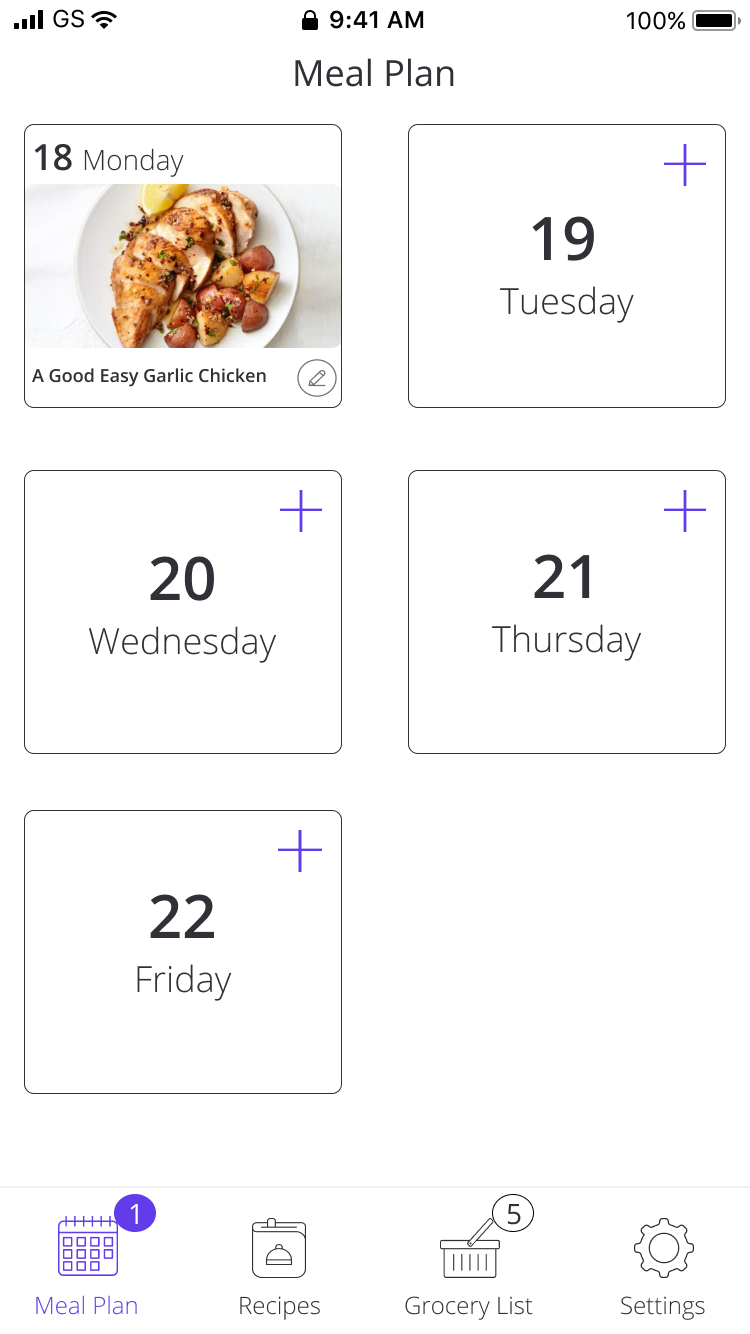 GS 9:41 AM 100%
Meal Plan
18 Monday
A Good Easy Garlic Chicken
19
Tuesday
20
Wednesday
21
Thursday
22
Friday
1
5
Meal Plan Recipes Grocery List Settings